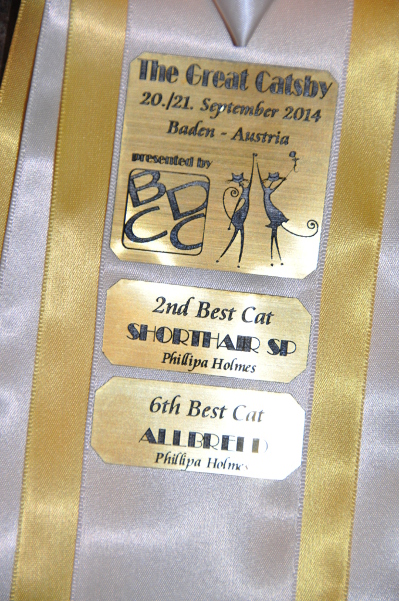 The Great Catsby
20./21. September 2014
Baden - Austria
presented by
BDCC
2nd Best Cat
SHORTHAIR SP
Phillipa Holmes
6th Best Cat
ALLBREED
Phillipa Holmes